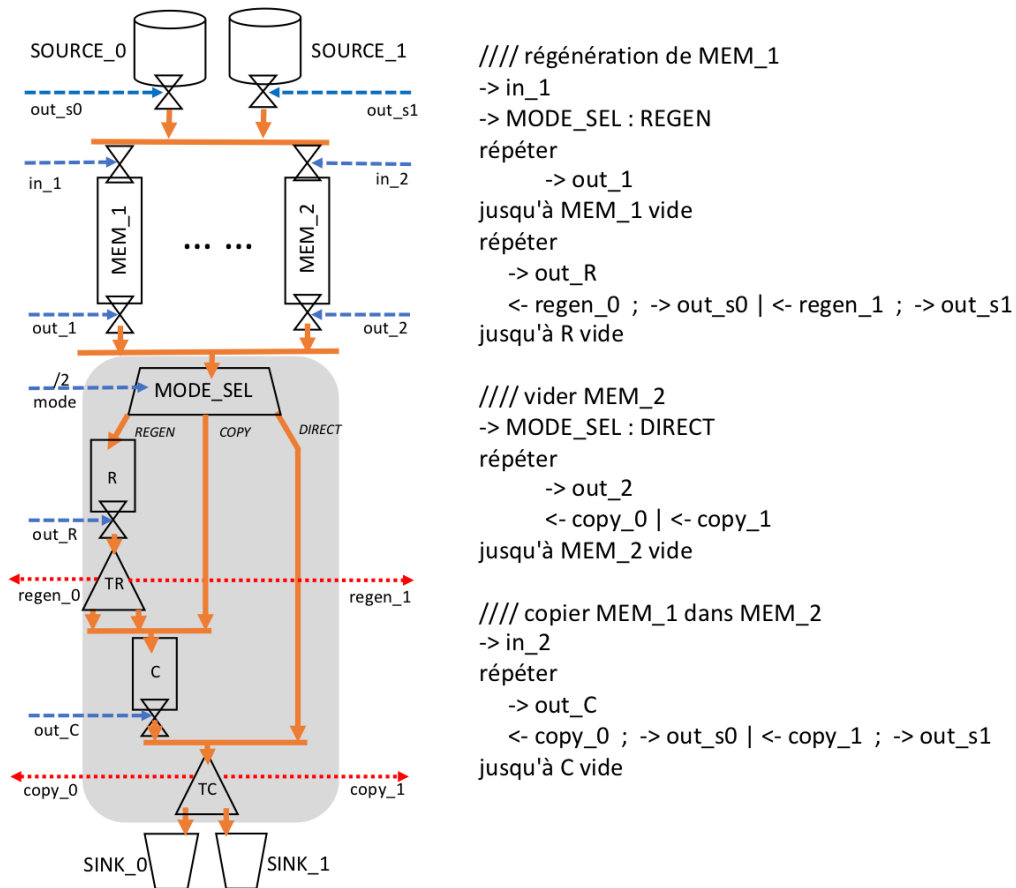 SOURCE_0
SOURCE_1
out_s0
out_s1
in_1
in_2
MEM_1
... ...
MEM_2
out_1
out_2
/2
mode
MODE_SEL
REGEN
COPY
DIRECT
R
out_R
TR
regen_0
regen_1
C
out_C
copy_0
TC
copy_1
SINK_0
SINK_1
//// régénération de MEM_1
-> in_1
-> MODE_SEL : REGEN
répéter
-> out_1
jusqu'à MEM_1 vide
répéter
-> out_R
<- regen_0 ; -> out_s0 | <- regen_1 ; -> out_s1
jusqu'à R vide
//// vider MEM_2
-> MODE_SEL : DIRECT
répéter
-> out_2
<- copy_0 | <- copy_1
jusqu'à MEM_2 vide
//// copier MEM_1 dans MEM_2
-> in_2
répéter
-> out_C
<- copy_0 ; -> out_s0 | <- copy_1 ; -> out_s1
jusqu'à C vide